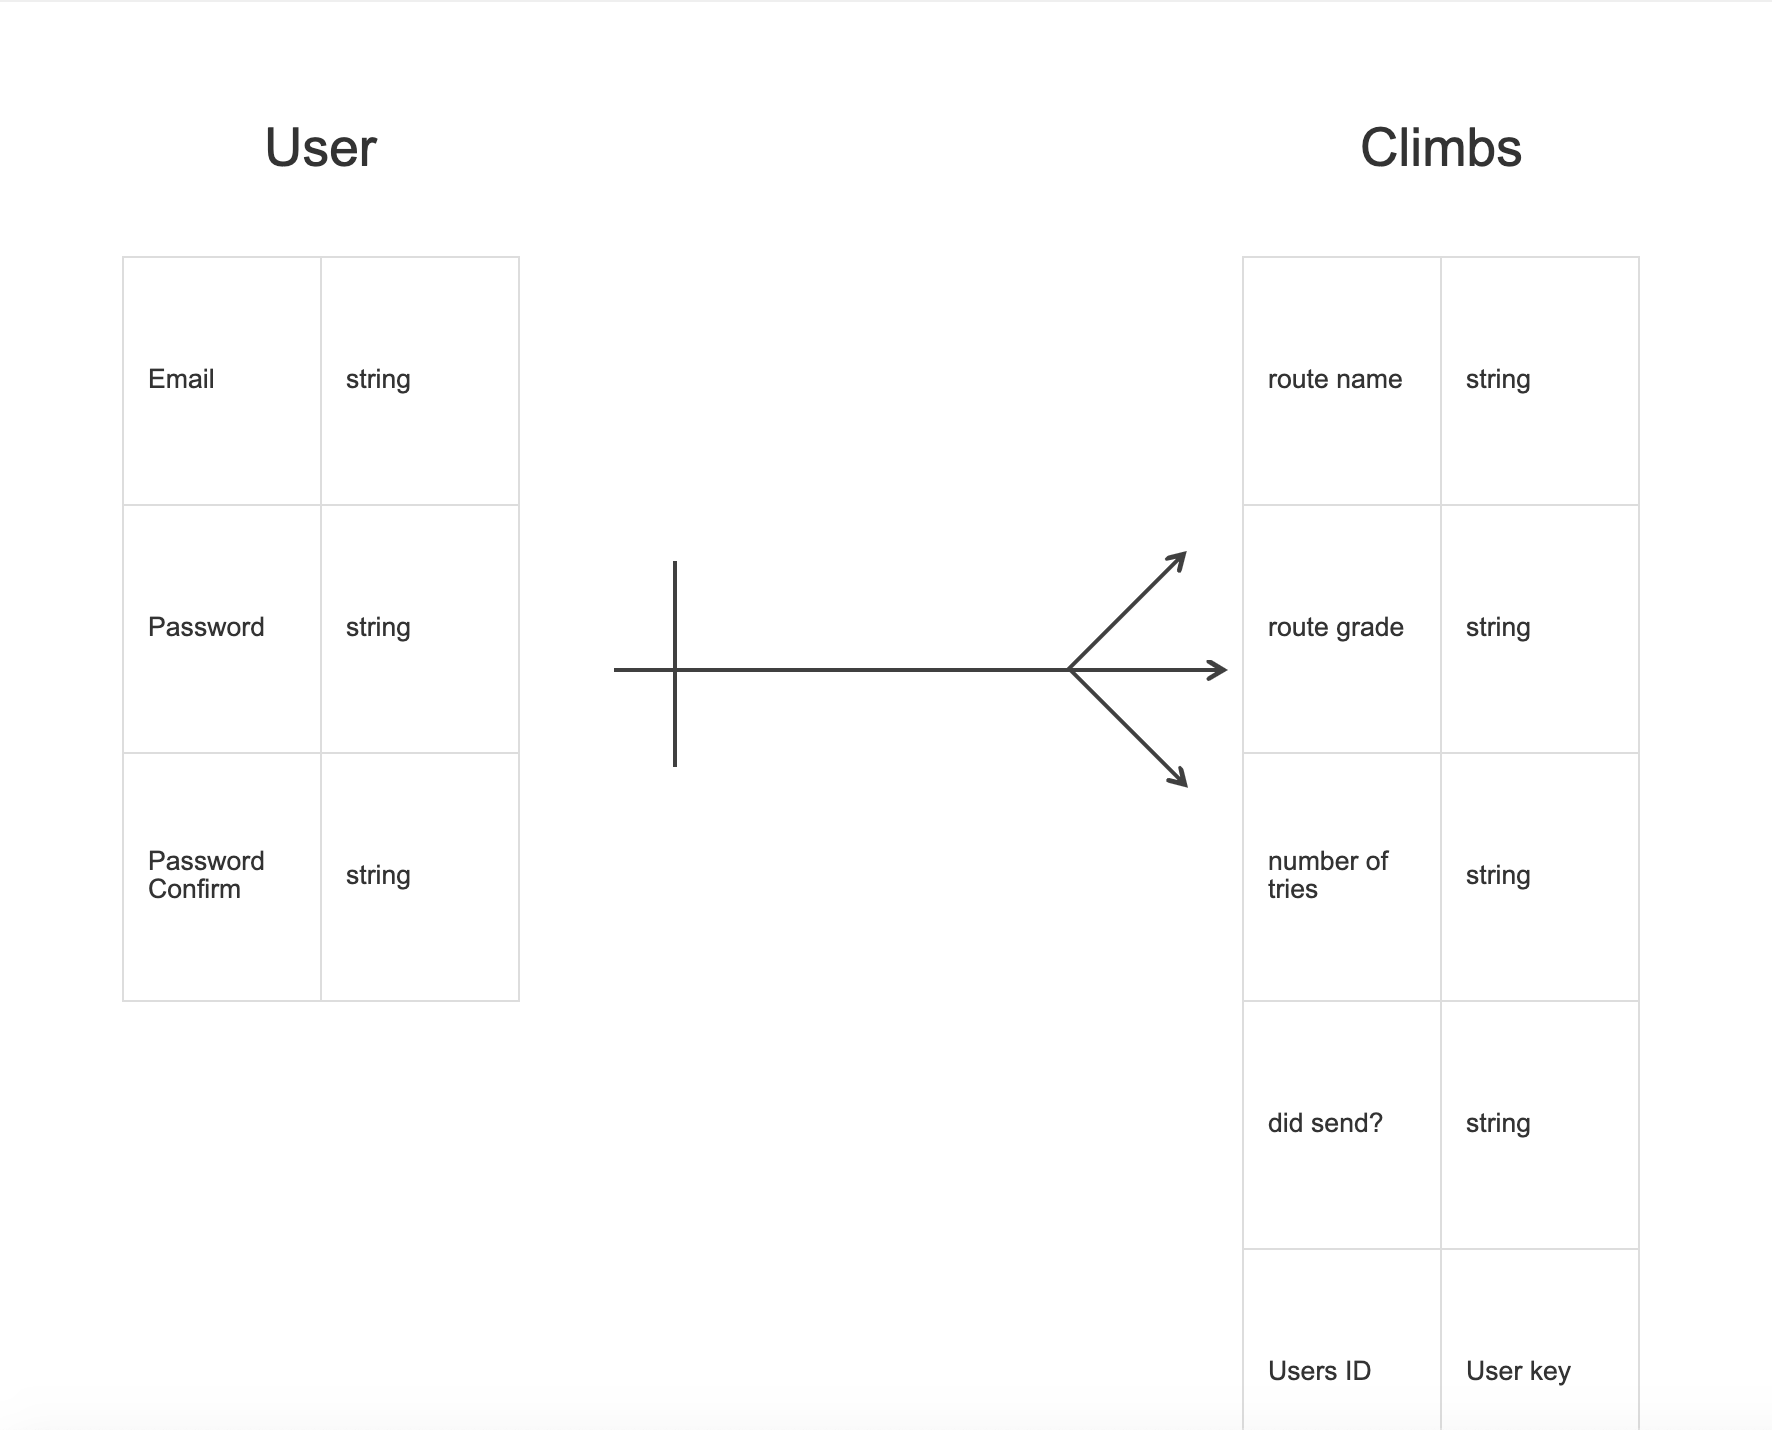 User
Email
string
Password
string
Password
Confirm
string
Climbs
route name
string
route grade
string
number of
tries
string
did send?
string
Users ID
User key